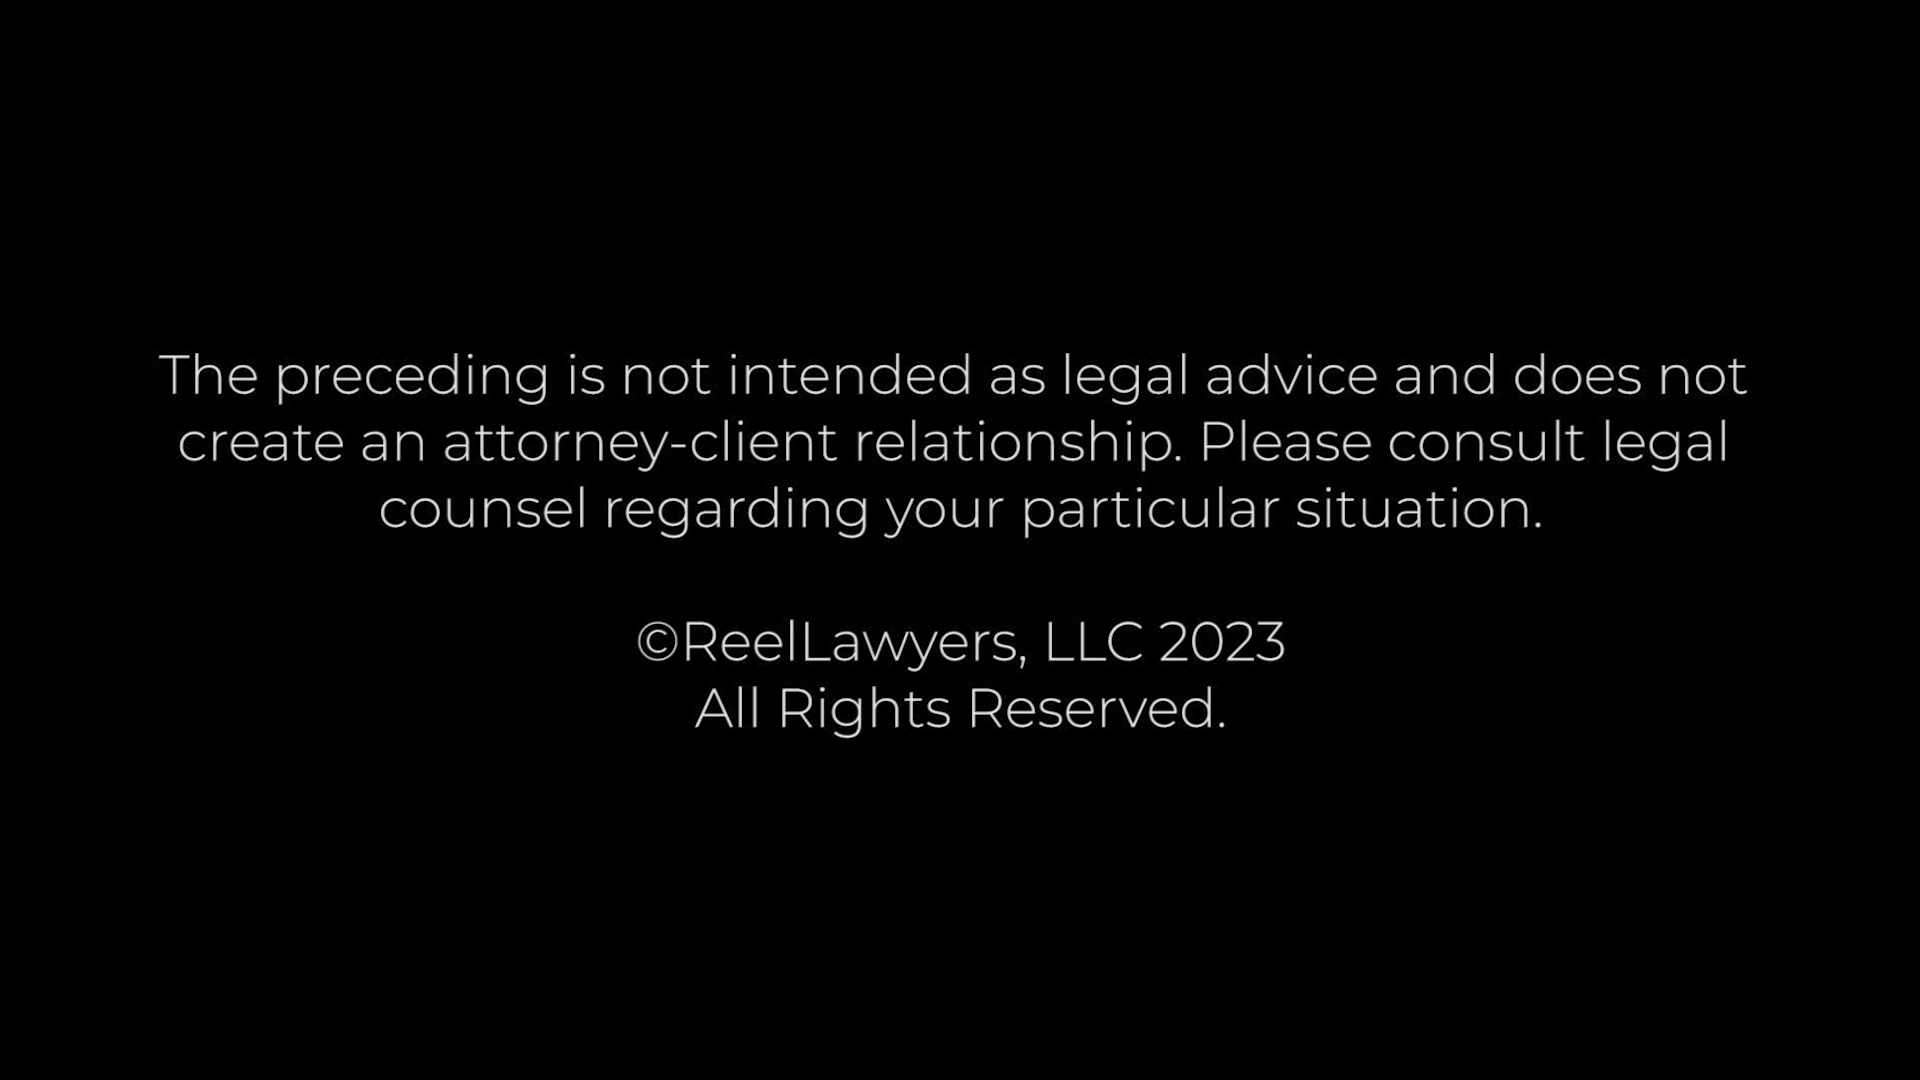 The preceding is not intended as legal advice and does not
create an attorney-client relationship. Please consult legal
counsel regarding your particular situation.
©ReelLawyers, LLC 2023
All Rights Reserved.